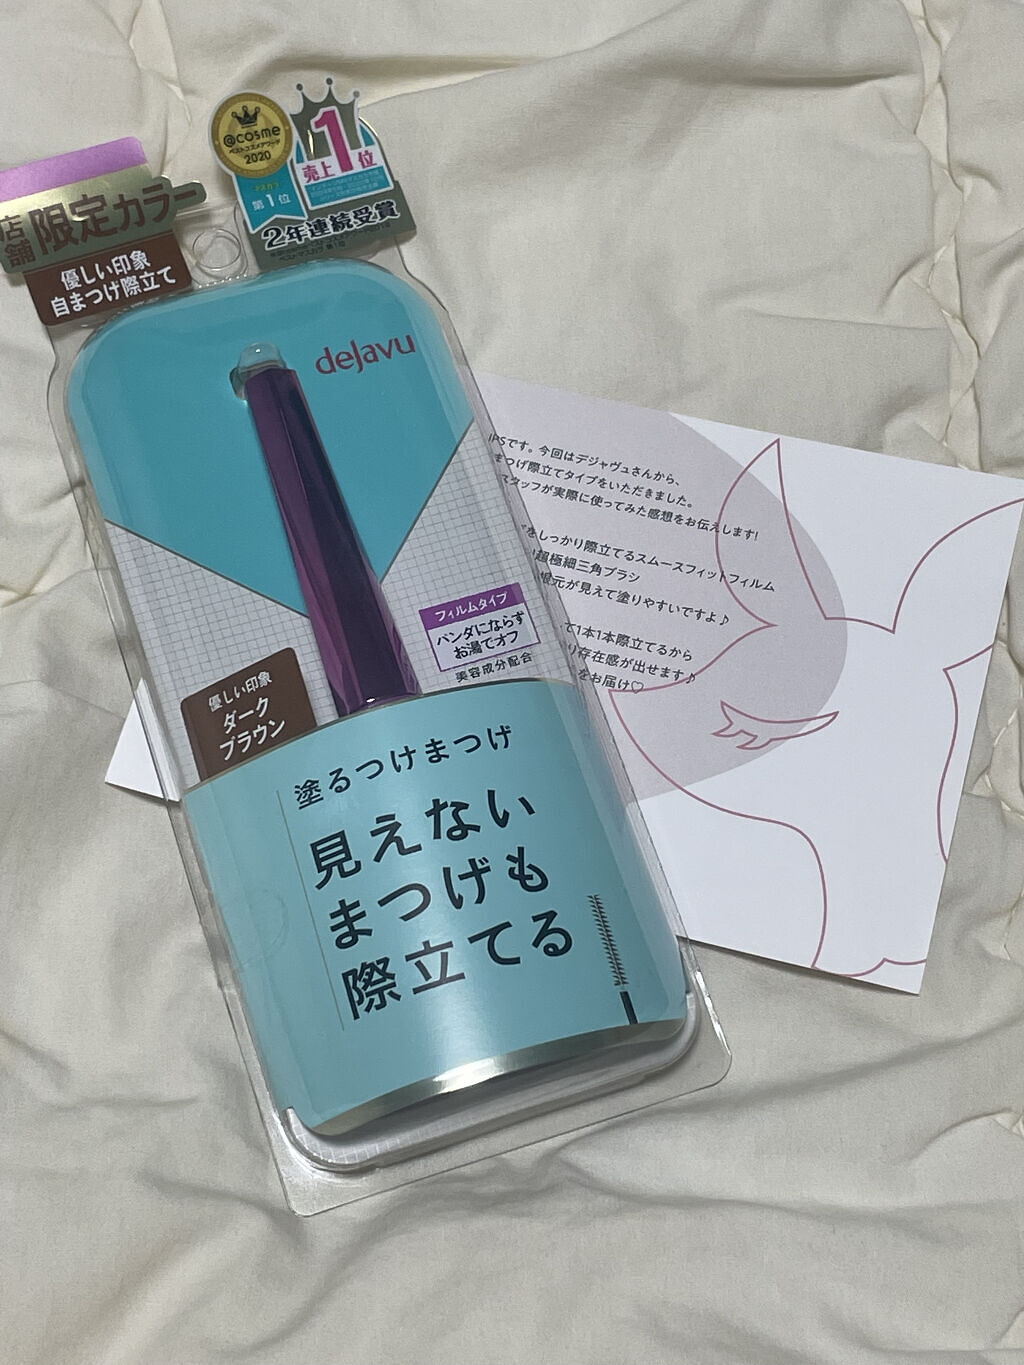 @cosme
ベストコスメアワード
2020
マスカラ
第1位
売上1位
2年連続受賞
店舗限定カラー
優しい印象
自まつげ際立て
dejavu
フィルムタイプ
パンダにならず
お湯でオフ
美容成分配合
優しい印象
ダーク
ブラウン
塗るつけまつげ
見えない
まつげも
際立てる
IPSです。今回はデジャヴュさんから、
まつげ際立てタイプをいただきました。
スタッフが実際に使ってみた感想をお伝えします!
をしっかり際立てるスムースフィットフィルム
超極細三角ブラシ
根元が見えて塗りやすいですよ♪
て1本1本際立てるから
り存在感が出せます♪
をお届け♡